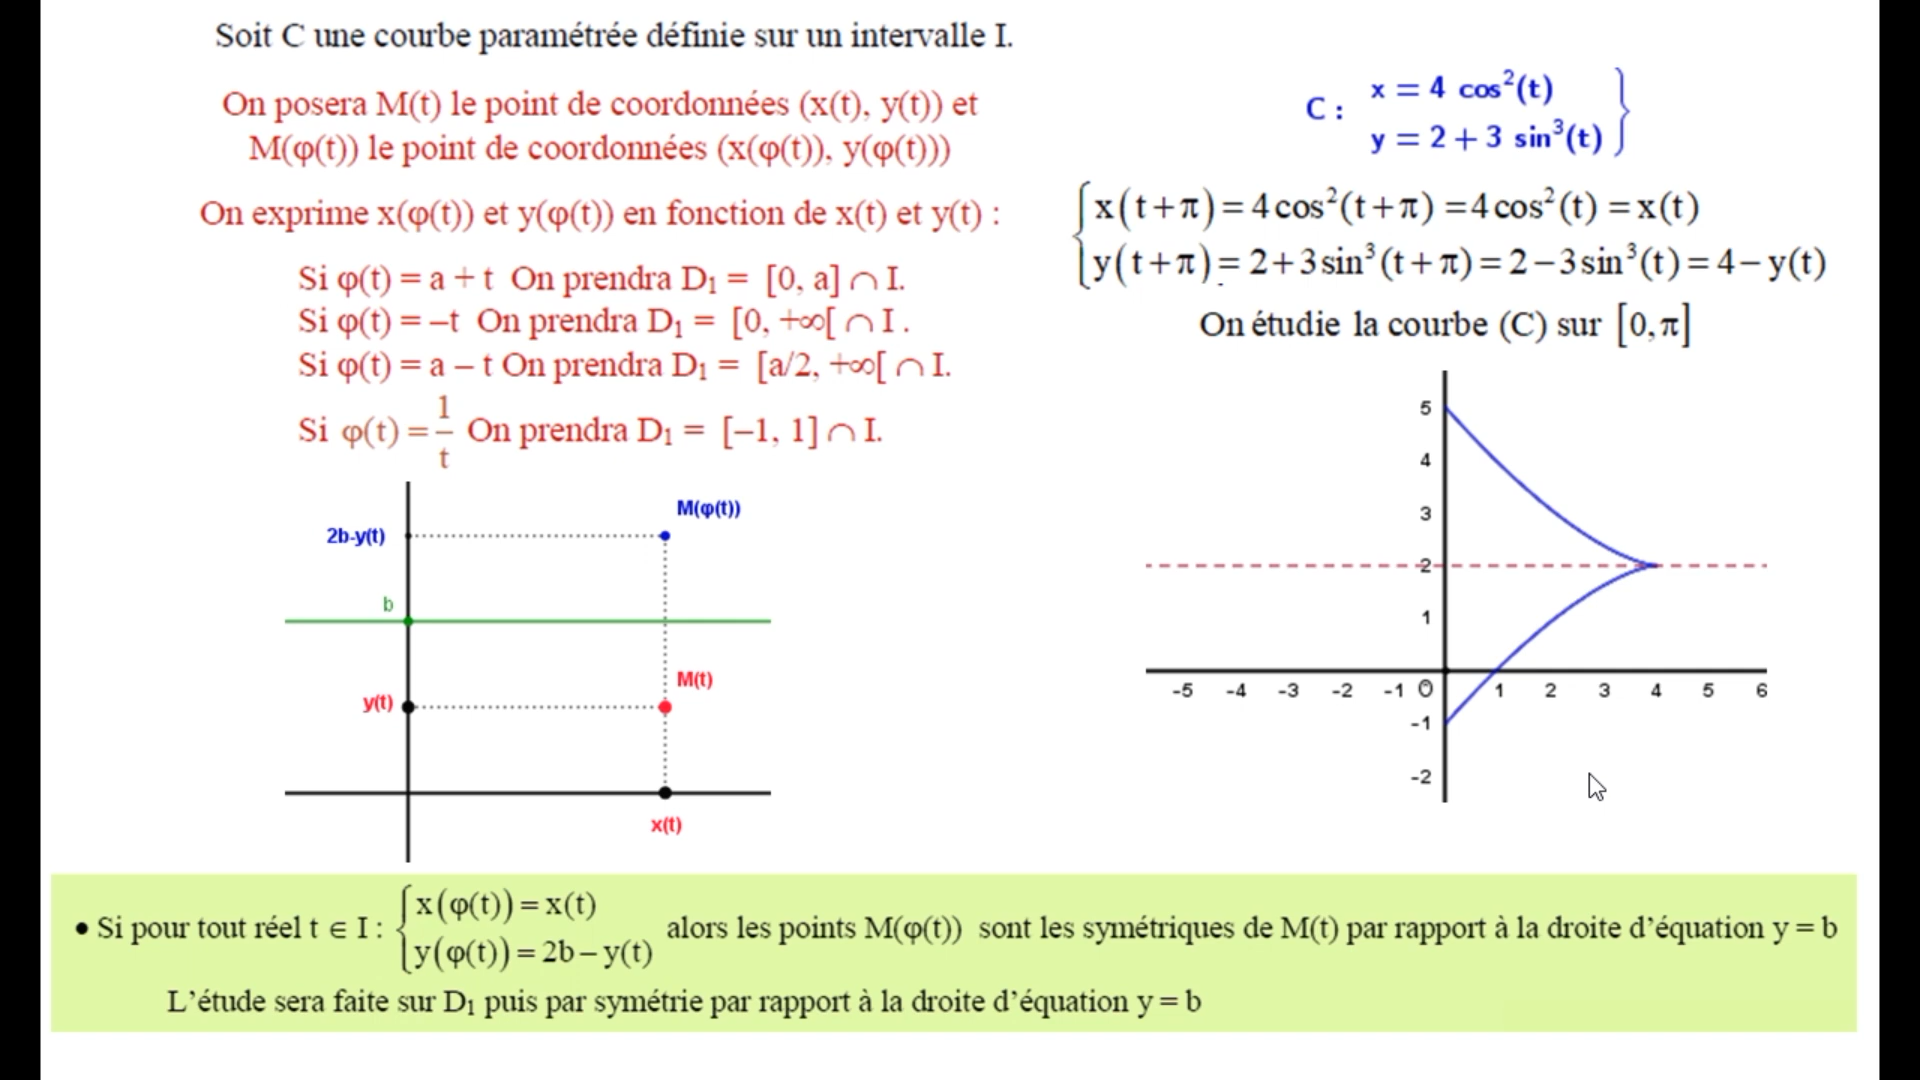 Soit C une courbe paramétrée définie sur un intervalle I.
On posera M(t) le point de coordonnées (x(t), y(t)) et
M(φ(t)) le point de coordonnées (x(φ(t)), y(φ(t)))
On exprime x(φ(t)) et y(φ(t)) en fonction de x(t) et y(t) :
Si φ(t) = a + t On prendra D₁ = [0, a] ∩ I.
Si φ(t) = –t On prendra D₁ = [0, +∞[ ∩ I.
Si φ(t) = a – t On prendra D₁ = [a/2, +∞[ ∩ I.
Si φ(t) = 1/t On prendra D₁ = [–1, 1] ∩ I.
M(φ(t))
2b-y(t)
b
M(t)
y(t)
x(t)
C :
x = 4 cos²(t)
y = 2 + 3 sin³(t)
x(t+π) = 4cos²(t+π) = 4cos²(t) = x(t)
y(t+π) = 2+3sin³(t+π) = 2−3sin³(t) = 4−y(t)
On étudie la courbe (C) sur [0,π]
5
4
3
2
1
-5 -4 -3 -2 -1 O 1 2 3 4 5 6
-1
-2
• Si pour tout réel t ∈ I : { x(φ(t)) = x(t)
y(φ(t)) = 2b − y(t) alors les points M(φ(t)) sont les symétriques de M(t) par rapport à la droite d’équation y = b
L’étude sera faite sur D₁ puis par symétrie par rapport à la droite d’équation y = b